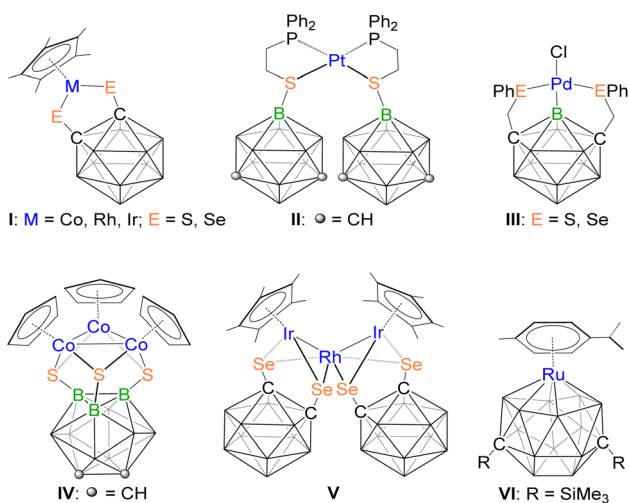 Ph₂ Ph₂
P P
Pt
S S
B B
II: = CH
M E
E C
C
I: M = Co, Rh, Ir; E = S, Se
Cl
PhE Pd EPh
B
C C
III: E = S, Se
Co
Co Co
S S S
B B
B
IV: = CH
Ir Ir
Rh
Se Se
Se Se
C C
C C
V
Ru
C C
R R
VI: R = SiMe₃